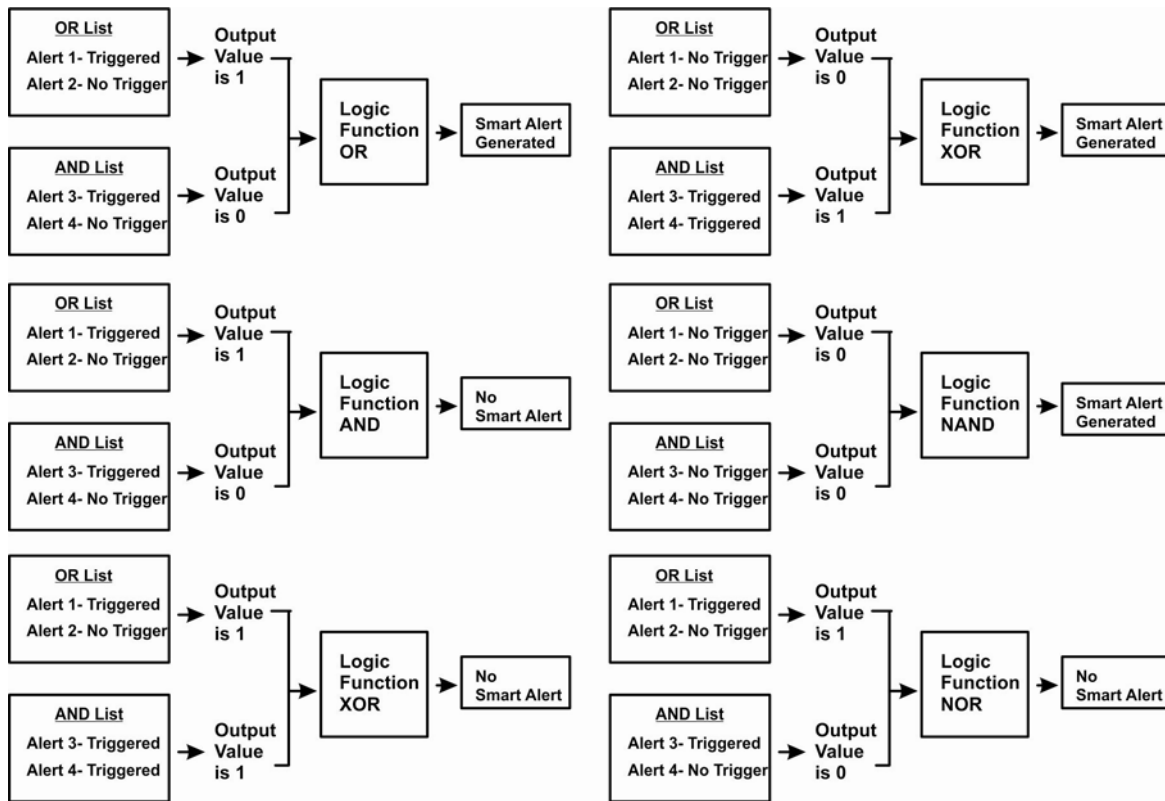 OR List
Alert 1- Triggered
Alert 2- No Trigger
Output
Value
is 1
AND List
Alert 3- Triggered
Alert 4- No Trigger
Output
Value
is 0
Logic
Function
OR
Smart Alert
Generated
OR List
Alert 1- No Trigger
Alert 2- No Trigger
Output
Value
is 0
AND List
Alert 3- Triggered
Alert 4- Triggered
Output
Value
is 1
Logic
Function
XOR
Smart Alert
Generated
OR List
Alert 1- Triggered
Alert 2- No Trigger
Output
Value
is 1
AND List
Alert 3- Triggered
Alert 4- No Trigger
Output
Value
is 0
Logic
Function
AND
No
Smart Alert
OR List
Alert 1- No Trigger
Alert 2- No Trigger
Output
Value
is 0
AND List
Alert 3- No Trigger
Alert 4- No Trigger
Output
Value
is 0
Logic
Function
NAND
Smart Alert
Generated
OR List
Alert 1- Triggered
Alert 2- No Trigger
Output
Value
is 1
AND List
Alert 3- Triggered
Alert 4- Triggered
Output
Value
is 1
Logic
Function
XOR
No
Smart Alert
OR List
Alert 1- Triggered
Alert 2- No Trigger
Output
Value
is 1
AND List
Alert 3- Triggered
Alert 4- No Trigger
Output
Value
is 0
Logic
Function
NOR
No
Smart Alert